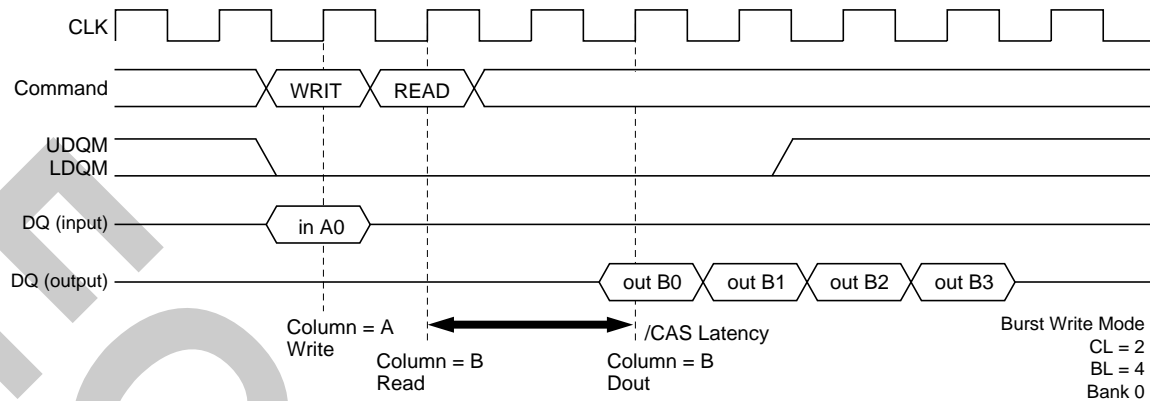 CLK
Command
WRIT
READ
UDQM
LDQM
DQ (input)
in A0
DQ (output)
out B0
out B1
out B2
out B3
Column = A
Write
Column = B
Read
/CAS Latency
Column = B
Dout
Burst Write Mode
CL = 2
BL = 4
Bank 0